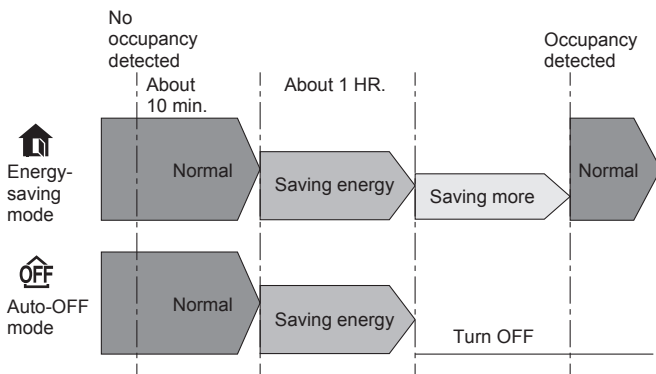 No
occupancy
detected
Occupancy
detected
About
10 min.
About 1 HR.
Energy-
saving
mode
Normal
Saving energy
Saving more
Normal
OFF
Auto-OFF
mode
Normal
Saving energy
Turn OFF